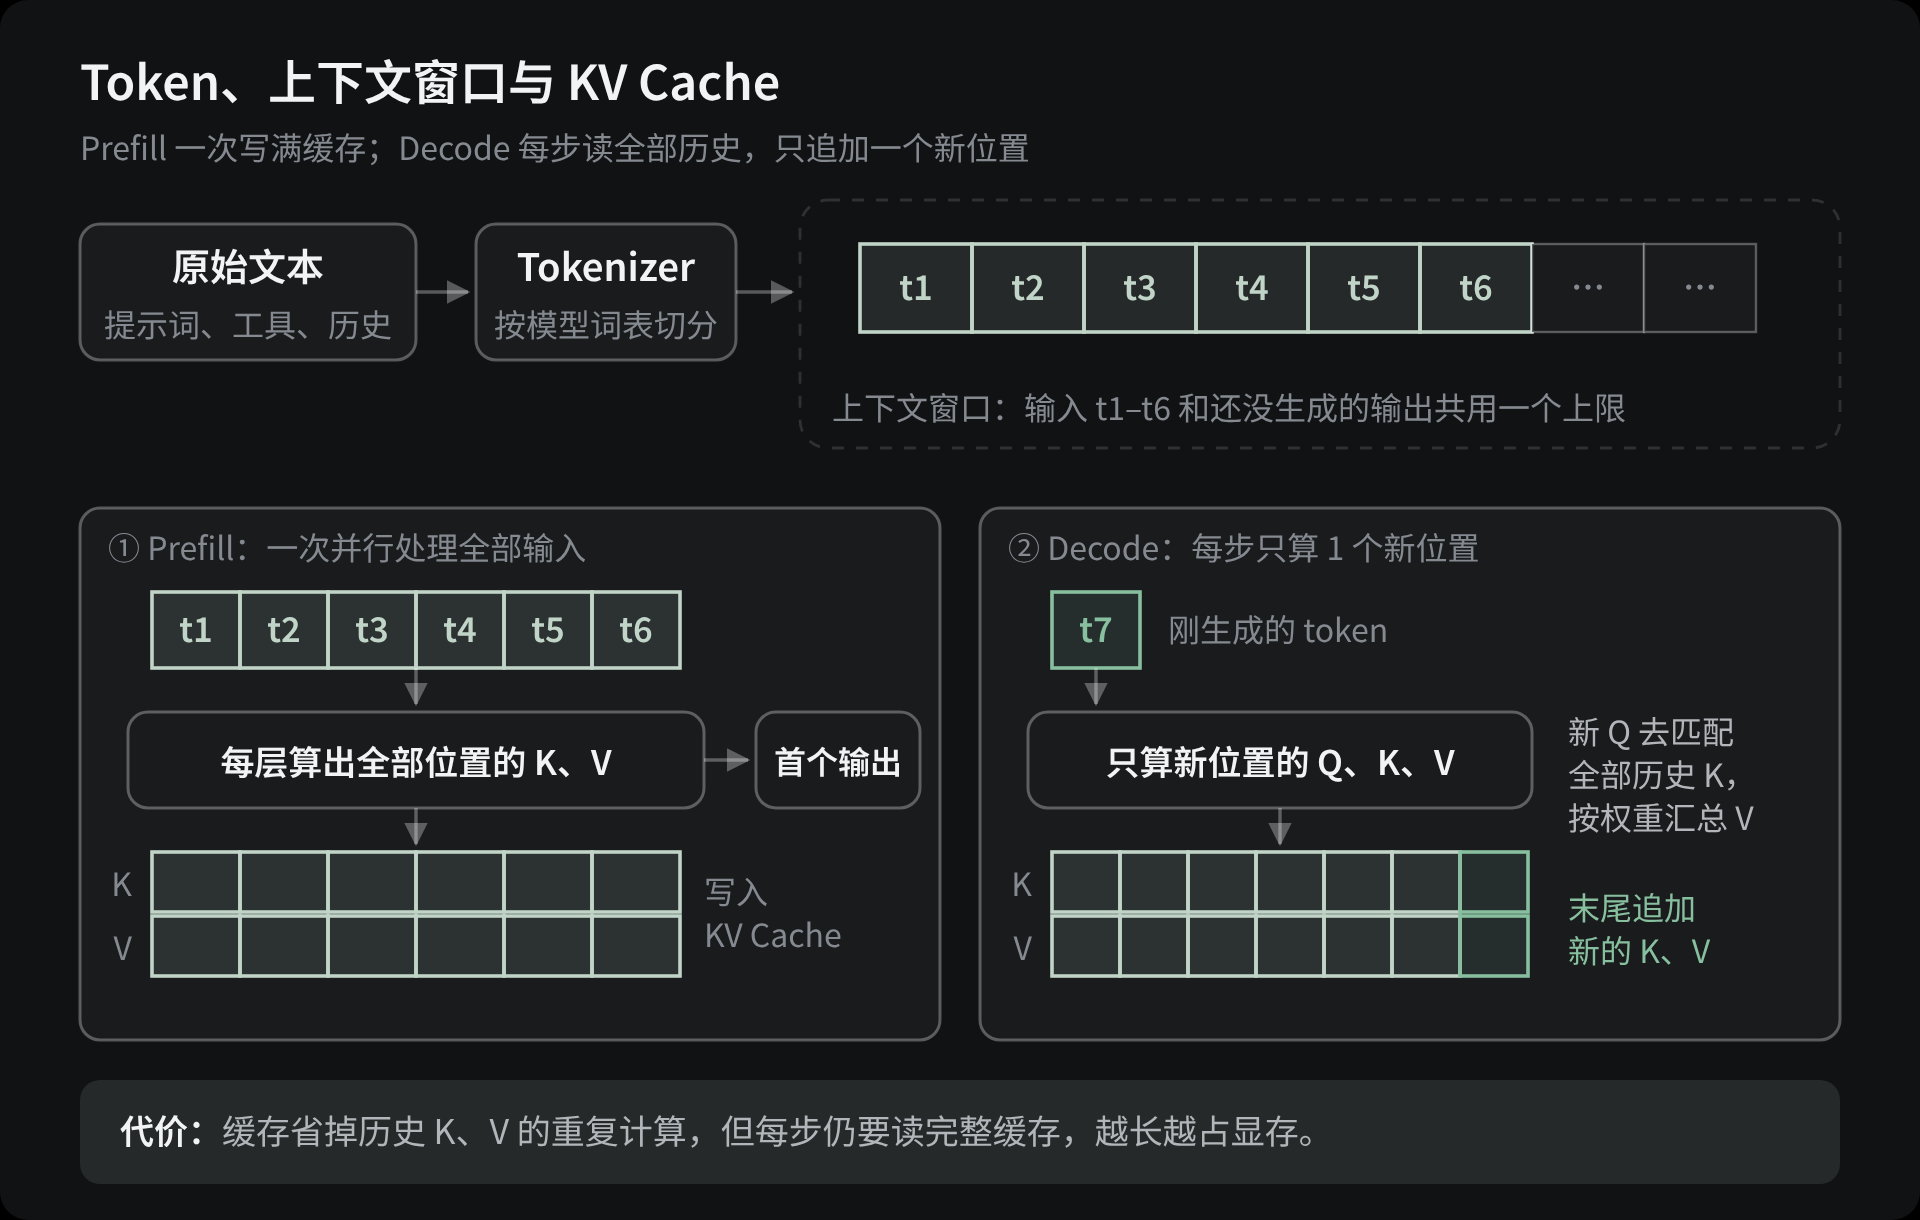 Token、上下文窗口与 KV Cache
Prefill 一次写满缓存；Decode 每步读全部历史，只追加一个新位置
原始文本
提示词、工具、历史
Tokenizer
按模型词表切分
t1 t2 t3 t4 t5 t6 … …
上下文窗口：输入 t1–t6 和还没生成的输出共用一个上限
① Prefill：一次并行处理全部输入
t1 t2 t3 t4 t5 t6
每层算出全部位置的 K、V
首个输出
K
V
写入
KV Cache
② Decode：每步只算 1 个新位置
t7
刚生成的 token
只算新位置的 Q、K、V
新 Q 去匹配
全部历史 K，
按权重汇总 V
K
V
末尾追加
新的 K、V
代价：缓存省掉历史 K、V 的重复计算，但每步仍要读完整缓存，越长越占显存。